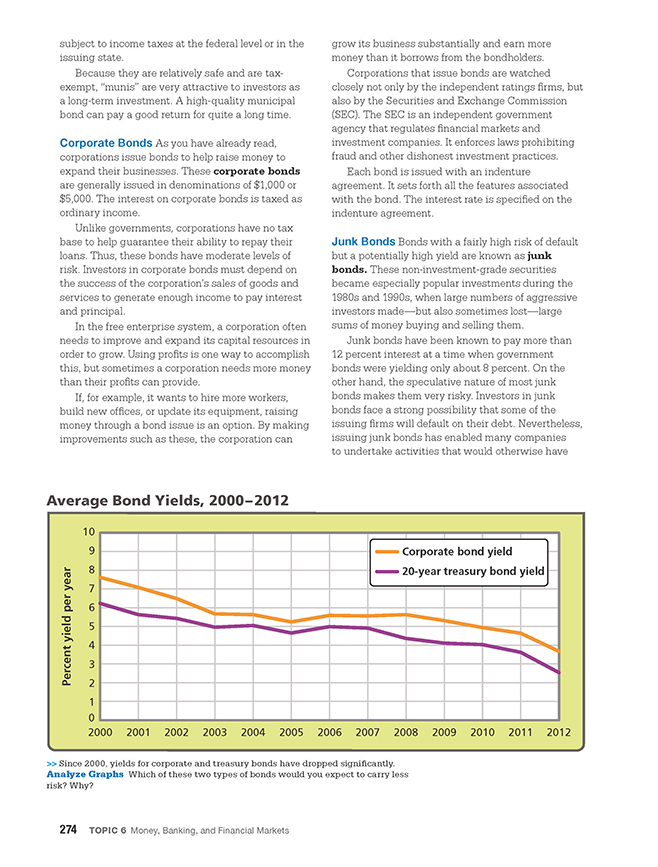 subject to income taxes at the federal level or in the
issuing state.
Because they are relatively safe and are tax-
exempt, “munis” are very attractive to investors as
a long-term investment. A high-quality municipal
bond can pay a good return for quite a long time.
Corporate Bonds As you have already read,
corporations issue bonds to help raise money to
expand their businesses. These corporate bonds
are generally issued in denominations of $1,000 or
$5,000. The interest on corporate bonds is taxed as
ordinary income.
Unlike governments, corporations have no tax
base to help guarantee their ability to repay their
loans. Thus, these bonds have moderate levels of
risk. Investors in corporate bonds must depend on
the success of the corporation’s sales of goods and
services to generate enough income to pay interest
and principal.
In the free enterprise system, a corporation often
needs to improve and expand its capital resources in
order to grow. Using profits is one way to accomplish
this, but sometimes a corporation needs more money
than their profits can provide.
If, for example, it wants to hire more workers,
build new offices, or update its equipment, raising
money through a bond issue is an option. By making
improvements such as these, the corporation can
grow its business substantially and earn more
money than it borrows from the bondholders.
Corporations that issue bonds are watched
closely not only by the independent ratings firms, but
also by the Securities and Exchange Commission
(SEC). The SEC is an independent government
agency that regulates financial markets and
investment companies. It enforces laws prohibiting
fraud and other dishonest investment practices.
Each bond is issued with an indenture
agreement. It sets forth all the features associated
with the bond. The interest rate is specified on the
indenture agreement.
Junk Bonds Bonds with a fairly high risk of default
but a potentially high yield are known as junk
bonds. These non-investment-grade securities
became especially popular investments during the
1980s and 1990s, when large numbers of aggressive
investors made—but also sometimes lost—large
sums of money buying and selling them.
Junk bonds have been known to pay more than
12 percent interest at a time when government
bonds were yielding only about 8 percent. On the
other hand, the speculative nature of most junk
bonds makes them very risky. Investors in junk
bonds face a strong possibility that some of the
issuing firms will default on their debt. Nevertheless,
issuing junk bonds has enabled many companies
to undertake activities that would otherwise have
Average Bond Yields, 2000–2012
Percent yield per year
10
9
8
7
6
5
4
3
2
1
0
Corporate bond yield
20-year treasury bond yield
2000 2001 2002 2003 2004 2005 2006 2007 2008 2009 2010 2011 2012
>> Since 2000, yields for corporate and treasury bonds have dropped significantly.
Analyze Graphs Which of these two types of bonds would you expect to carry less
risk? Why?
274 TOPIC 6 Money, Banking, and Financial Markets